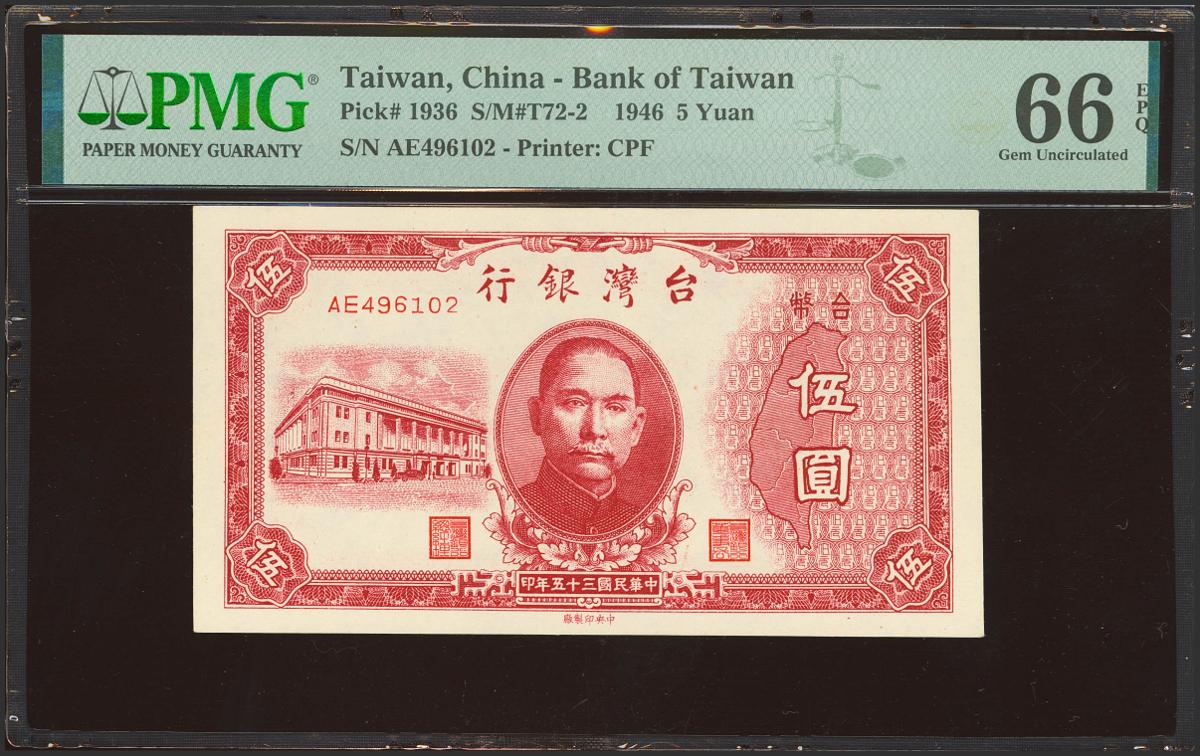 PMG®
PAPER MONEY GUARANTY
Taiwan, China - Bank of Taiwan
Pick# 1936 S/M#T72-2 1946 5 Yuan
S/N AE496102 - Printer: CPF
66
EPQ
Gem Uncirculated
伍
伍
行銀灣台
AE496102
幣台
伍
圓
印年五十三國民華中
伍
伍
廠製印央中